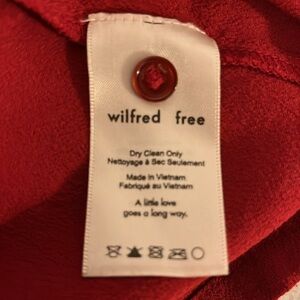 wilfred free
Dry Clean Only
Nettoyage à Sec Seulement
Made in Vietnam
Fabriqué au Vietnam
A little love
goes a long way.